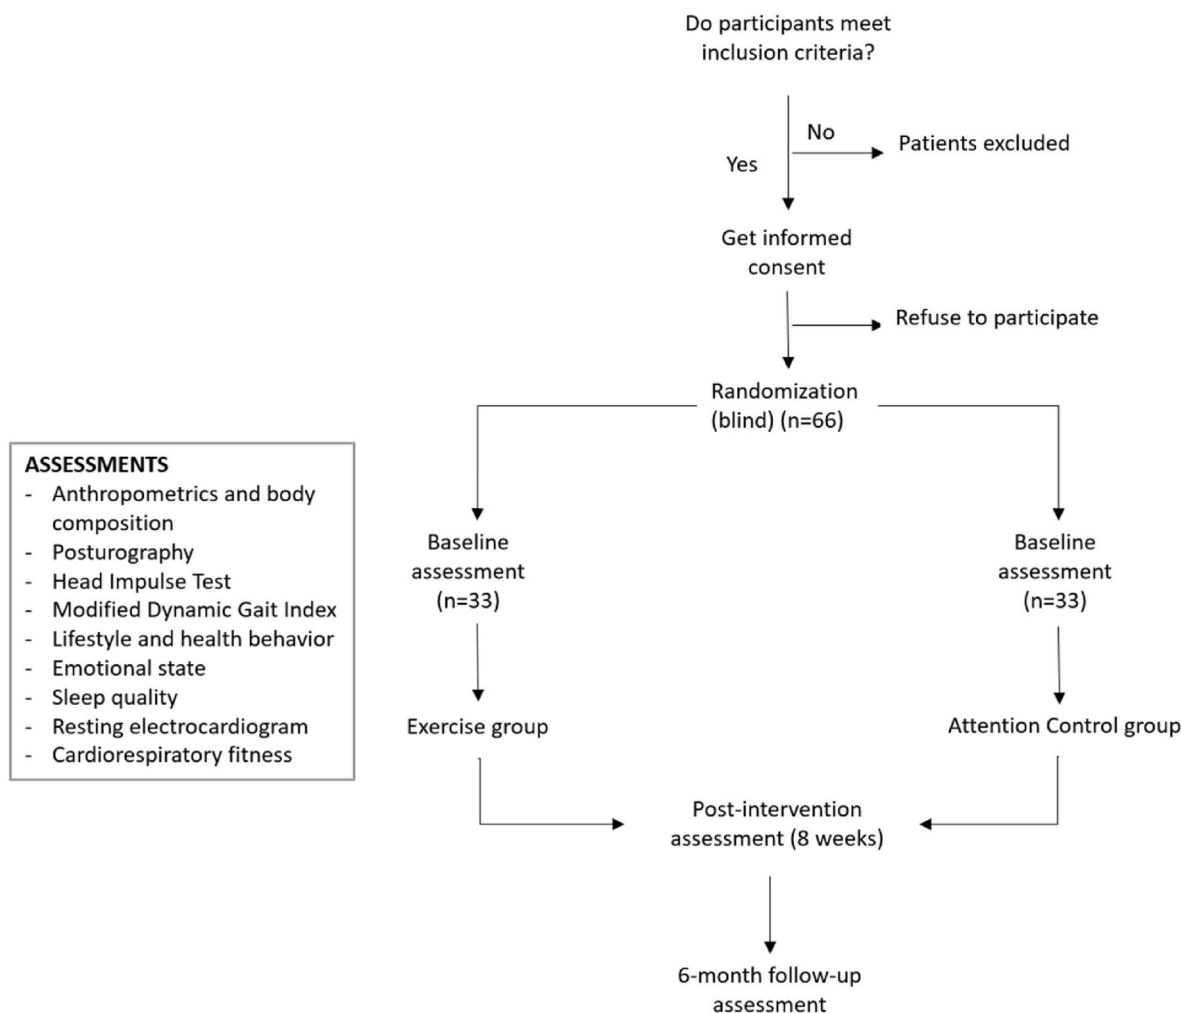 Do participants meet
inclusion criteria?
No
Patients excluded
Yes
Get informed
consent
Refuse to participate
Randomization
(blind) (n=66)
ASSESSMENTS
- Anthropometrics and body
composition
- Posturography
- Head Impulse Test
- Modified Dynamic Gait Index
- Lifestyle and health behavior
- Emotional state
- Sleep quality
- Resting electrocardiogram
- Cardiorespiratory fitness
Baseline
assessment
(n=33)
Baseline
assessment
(n=33)
Exercise group
Attention Control group
Post-intervention
assessment (8 weeks)
6-month follow-up
assessment